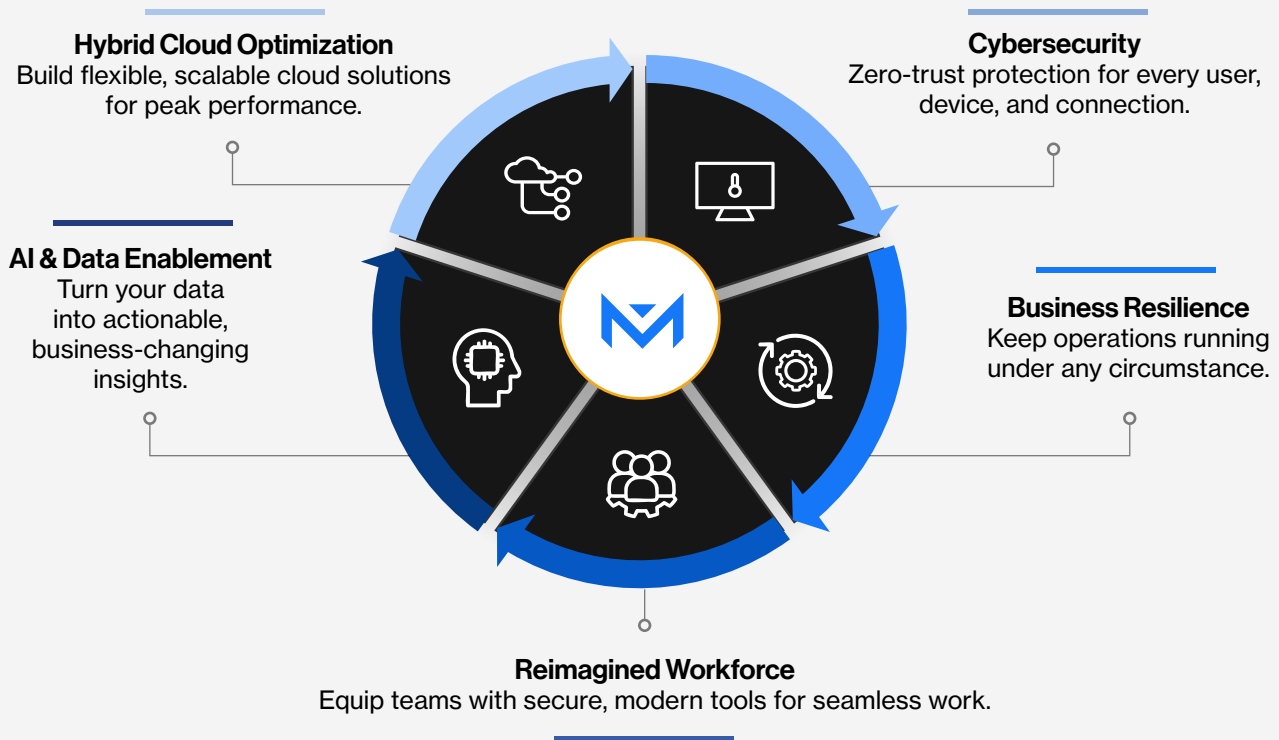 Hybrid Cloud Optimization
Build flexible, scalable cloud solutions
for peak performance.
Cybersecurity
Zero-trust protection for every user,
device, and connection.
AI & Data Enablement
Turn your data
into actionable,
business-changing
insights.
Business Resilience
Keep operations running
under any circumstance.
Reimagined Workforce
Equip teams with secure, modern tools for seamless work.